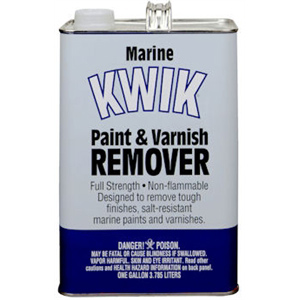 Marine
KWIK
Paint & Varnish
REMOVER
Full Strength • Non-flammable
Designed to remove tough
finishes, salt-resistant
marine paints and varnishes.
DANGER! ☠ POISON.
MAY BE FATAL OR CAUSE BLINDNESS IF SWALLOWED.
VAPOR HARMFUL. SKIN AND EYE IRRITANT. Read other
cautions and HEALTH HAZARD INFORMATION on back panel.
ONE GALLON 3.785 LITERS